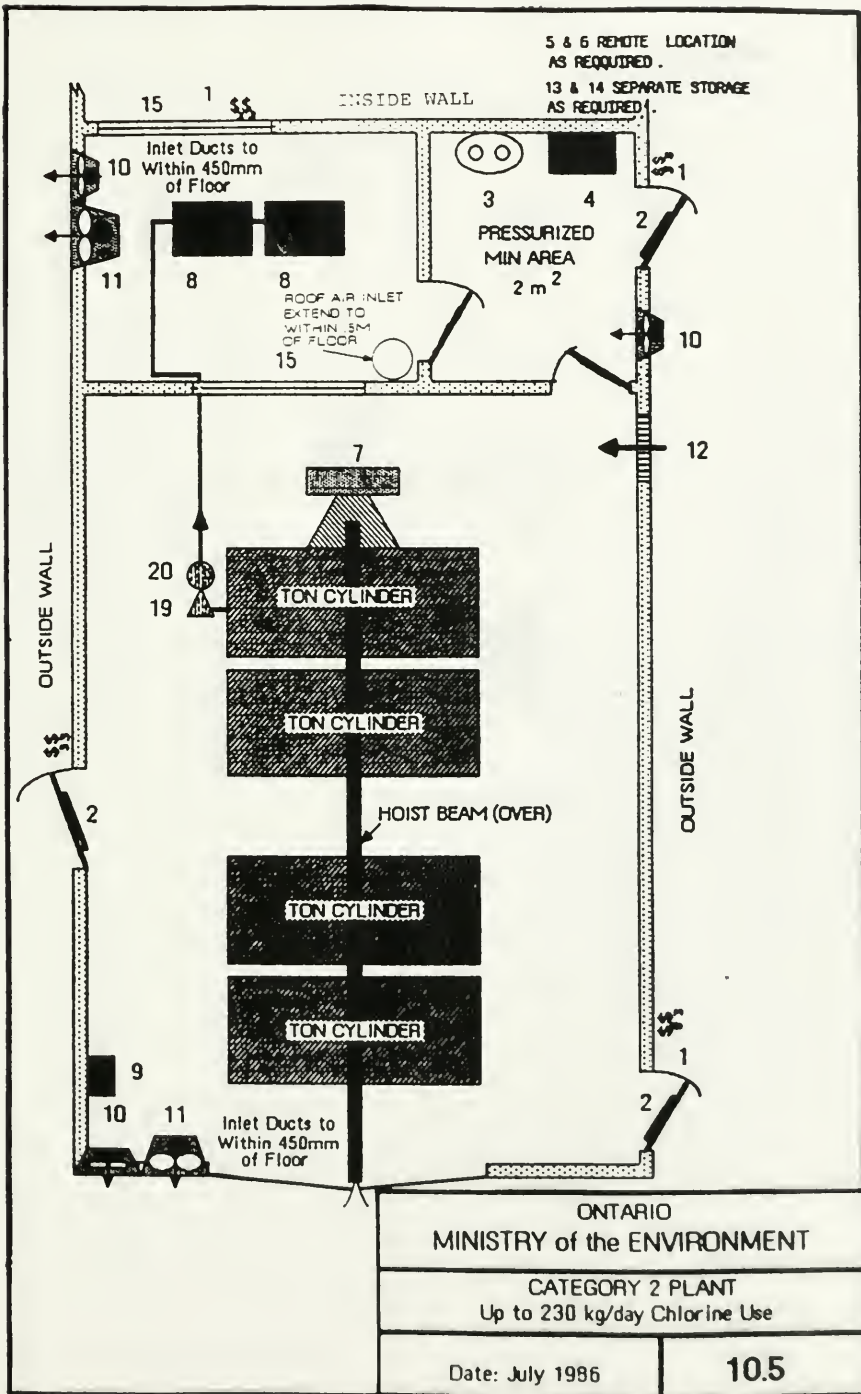 5 & 6 REMOTE LOCATION
AS REQQUIRED .
13 & 14 SEPARATE STORAGE
AS REQUIRED .
15
1
$$
INSIDE WALL
Inlet Ducts to
Within 450mm
of Floor
10
11
8
8
3
4
PRESSURIZED
MIN AREA
2 m²
1
2
ROOF AIR INLET
EXTEND TO
WITHIN .5M
OF FLOOR
15
10
12
7
20
19
TON CYLINDER
TON CYLINDER
OUTSIDE WALL
$$
2
HOIST BEAM (OVER)
OUTSIDE WALL
TON CYLINDER
TON CYLINDER
$$
1
2
9
10
11
Inlet Ducts to
Within 450mm
of Floor
ONTARIO
MINISTRY of the ENVIRONMENT
CATEGORY 2 PLANT
Up to 230 kg/day Chlorine Use
Date: July 1986
10.5